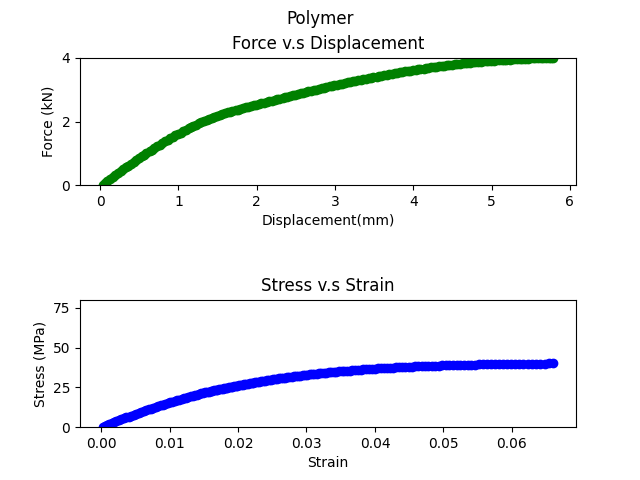 Polymer
Force v.s Displacement
4
2
0
Force (kN)
0 1 2 3 4 5 6
Displacement(mm)
Stress v.s Strain
75
50
25
0
Stress (MPa)
0.00 0.01 0.02 0.03 0.04 0.05 0.06
Strain